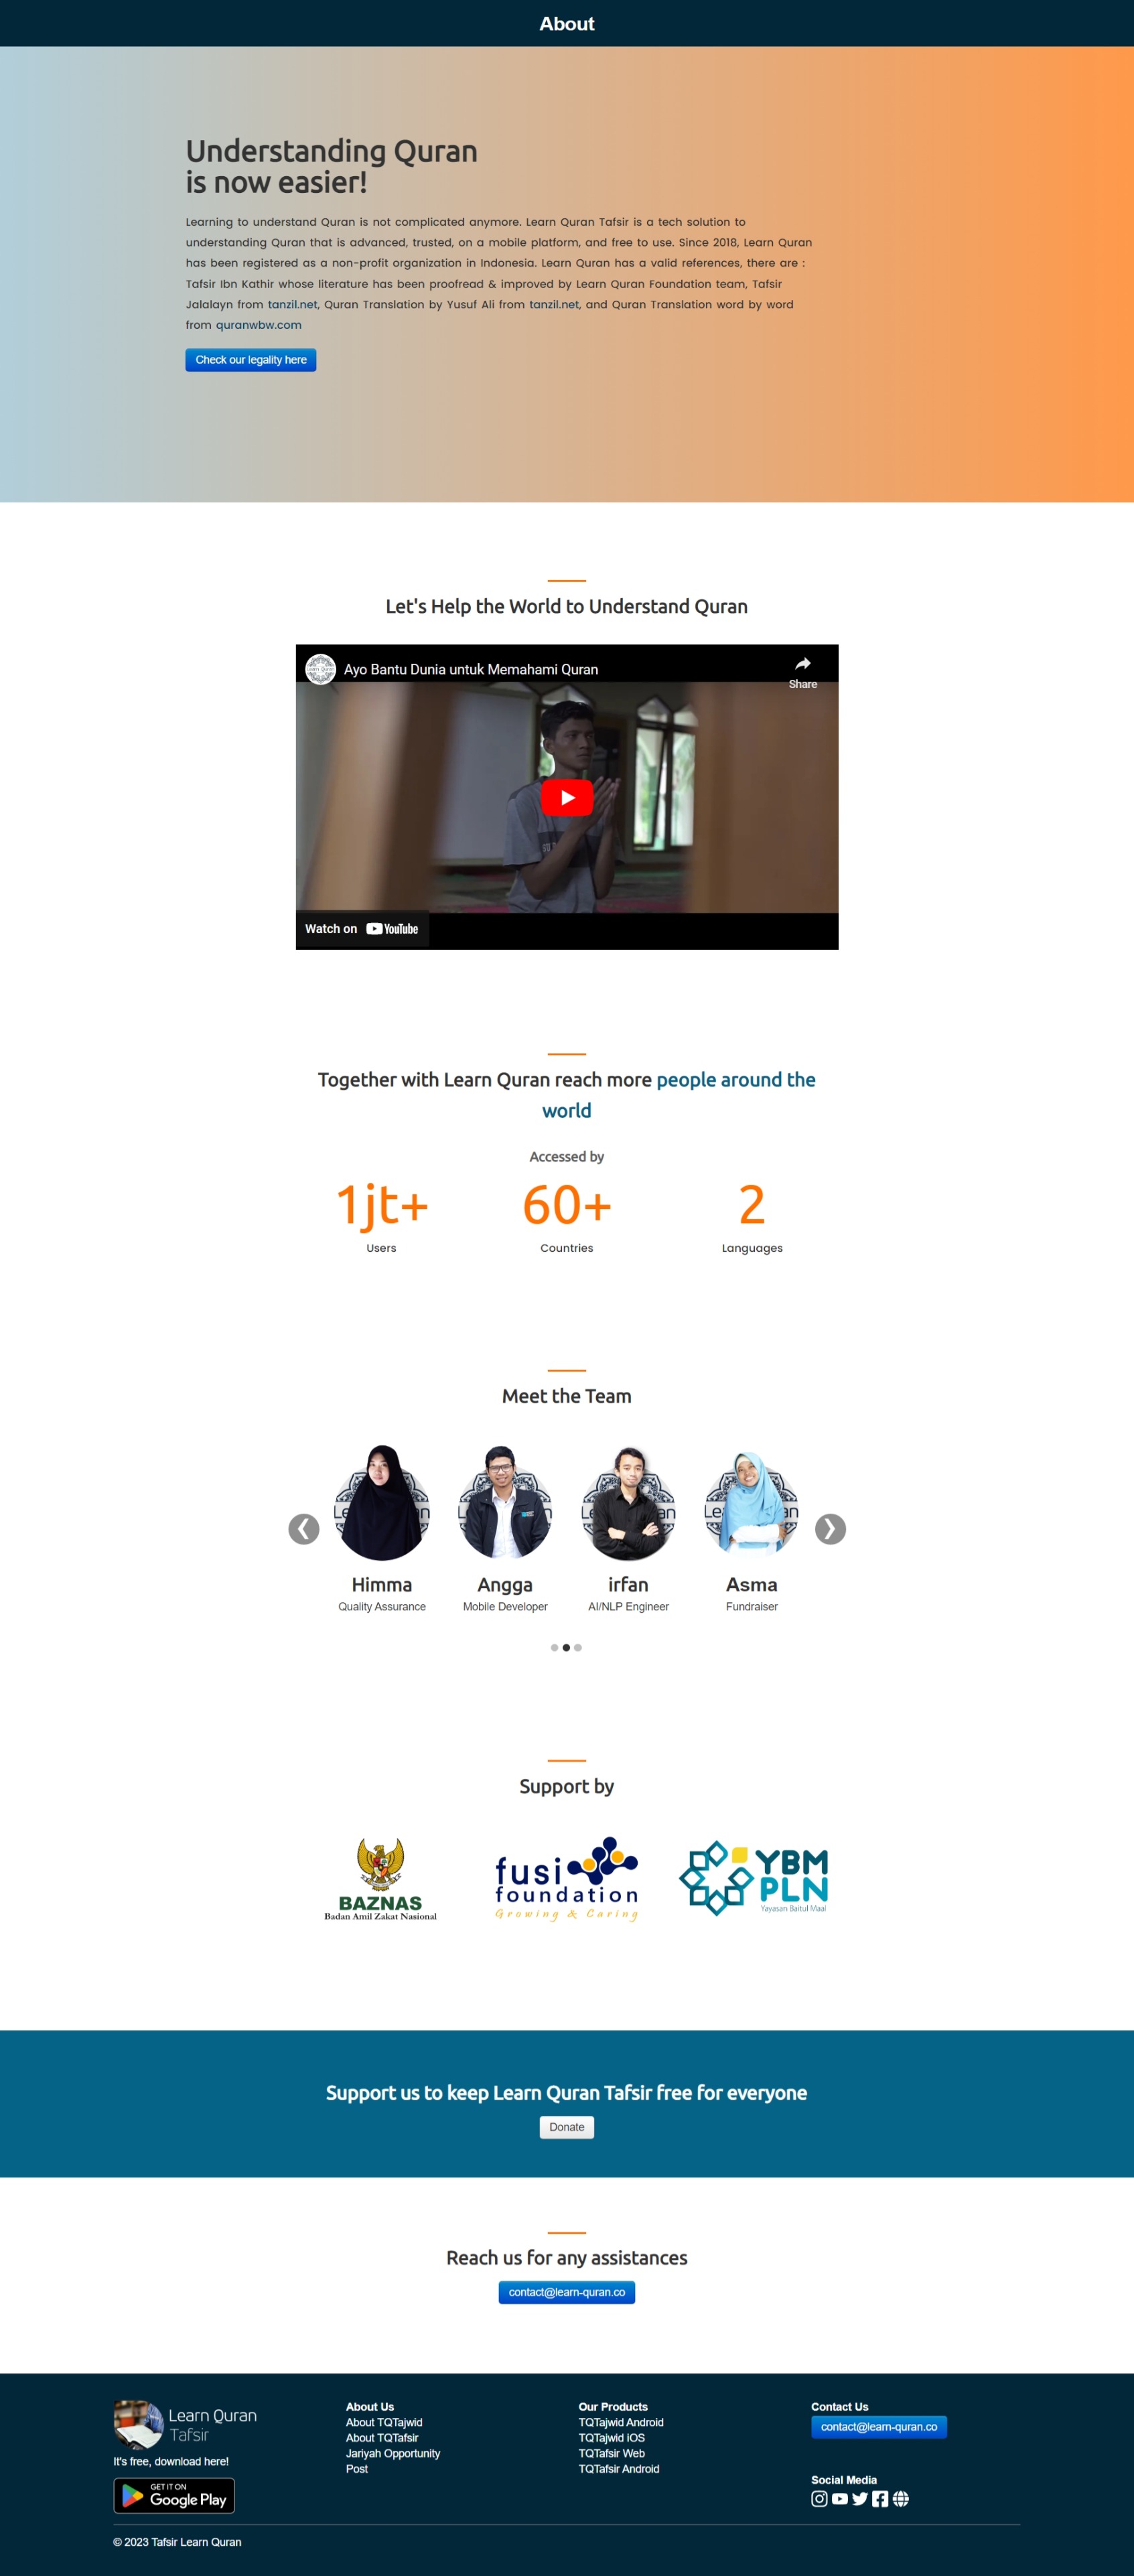 About
Understanding Quran
is now easier!
Learning to understand Quran is not complicated anymore. Learn Quran Tafsir is a tech solution to
understanding Quran that is advanced, trusted, on a mobile platform, and free to use. Since 2018, Learn Quran
has been registered as a non-profit organization in Indonesia. Learn Quran has a valid references, there are :
Tafsir Ibn Kathir whose literature has been proofread & improved by Learn Quran Foundation team, Tafsir
Jalalayn from tanzil.net, Quran Translation by Yusuf Ali from tanzil.net, and Quran Translation word by word
from quranwbw.com
Check our legality here
Let's Help the World to Understand Quran
Ayo Bantu Dunia untuk Memahami Quran
Share
Watch on YouTube
Together with Learn Quran reach more people around the
world
Accessed by
1jt+ 60+ 2
Users Countries Languages
Meet the Team
Himma Angga irfan Asma
Quality Assurance Mobile Developer AI/NLP Engineer Fundraiser
Support by
BAZNAS
Badan Amil Zakat Nasional
fusi
foundation
Growing & Caring
YBM
PLN
Yayasan Baitul Maal
Support us to keep Learn Quran Tafsir free for everyone
Donate
Reach us for any assistances
contact@learn-quran.co
Learn Quran
Tafsir
It's free, download here!
GET IT ON
Google Play
About Us
About TQTajwid
About TQTafsir
Jariyah Opportunity
Post
Our Products
TQTajwid Android
TQTajwid iOS
TQTafsir Web
TQTafsir Android
Contact Us
contact@learn-quran.co
Social Media
© 2023 Tafsir Learn Quran